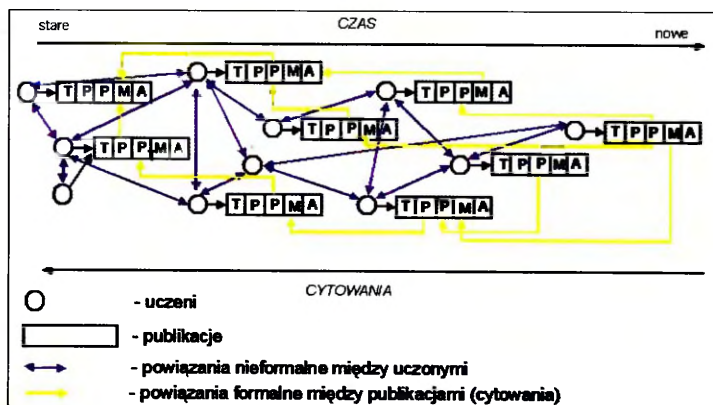 stare CZAS nowe
T P P M A
T P P M A
T P P M A
T P P M A
T P P M A
T P P M A
T P P M A
T P P M A
T P P M A
T P P M A
CYTOWANIA
- uczeni
- publikacje
- powiązania nieformalne między uczonymi
- powiązania formalne między publikacjami (cytowania)